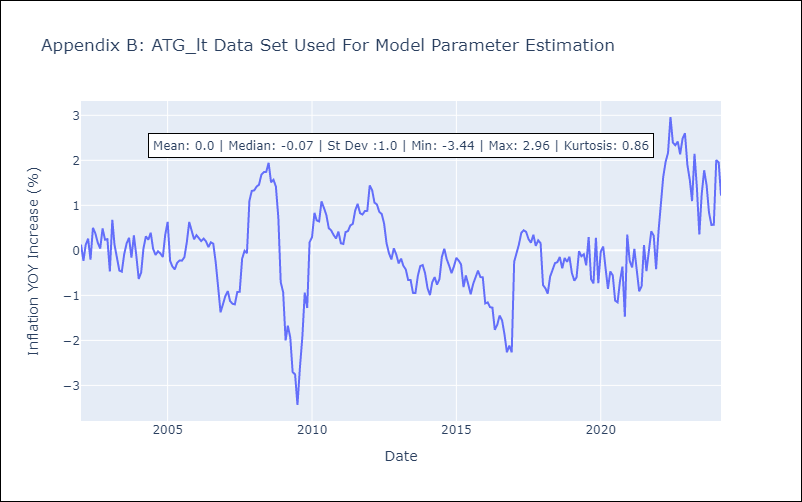 Appendix B: ATG_lt Data Set Used For Model Parameter Estimation
Mean: 0.0 | Median: -0.07 | St Dev :1.0 | Min: -3.44 | Max: 2.96 | Kurtosis: 0.86
Inflation YOY Increase (%)
3
2
1
0
−1
−2
−3
2005
2010
2015
2020
Date